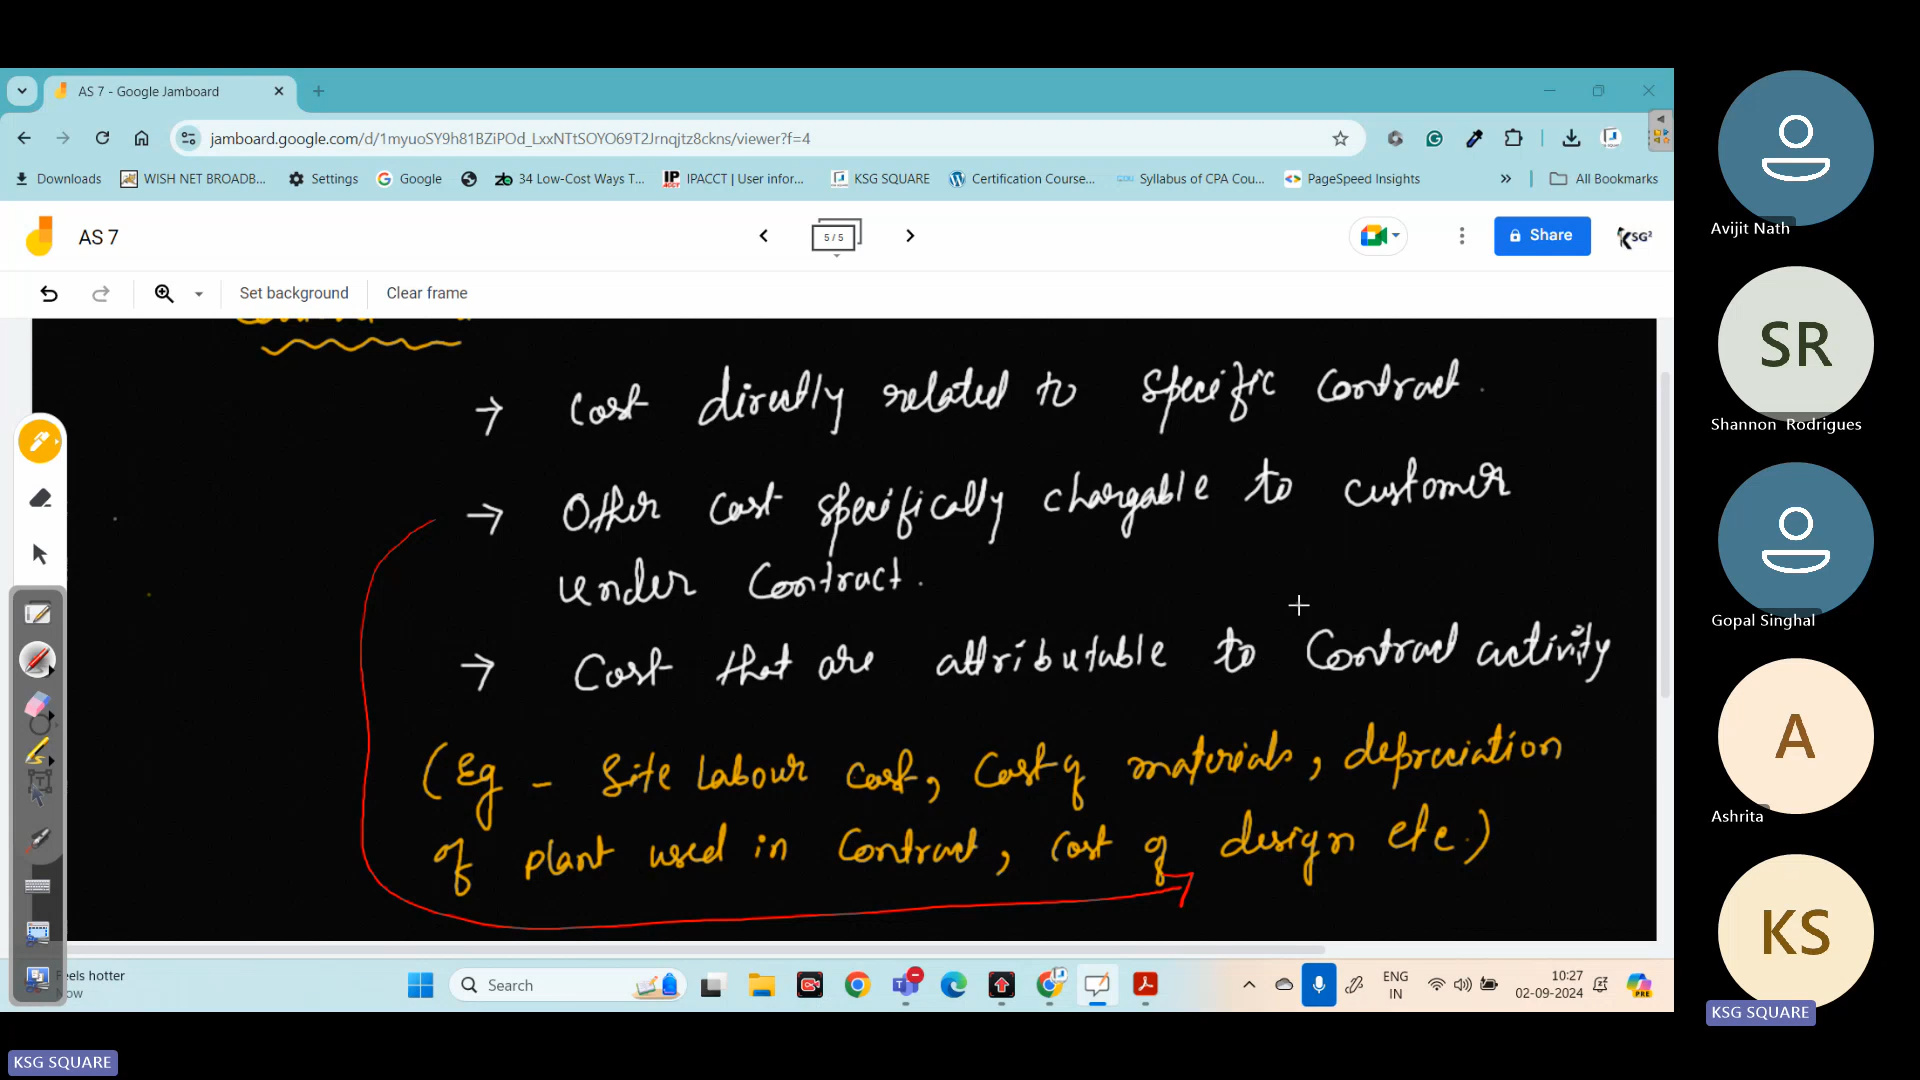 AS 7 - Google Jamboard
jamboard.google.com/d/1myuoSY9h81BZiPOd_LxxNTtSOYO69T2Jrnqjtz8ckns/viewer?f=4
Downloads WISH NET BROADB... Settings Google 34 Low-Cost Ways T... IPACCT | User infor... KSG SQUARE Certification Course... Syllabus of CPA Cou... PageSpeed Insights » All Bookmarks
AS 7 5 / 5 Share KSG²
Set background Clear frame
→ Cost directly related to specific Contract.
→ Other cost specifically chargable to customer
under Contract.
→ Cost that are attributable to Contract activity
(Eg - Site Labour cost, Cost of materials, depreciation
of plant used in Contract, cost of design etc.)
eels hotter
Now
Search
ENG
IN
10:27
02-09-2024
PRE
Avijit Nath
SR
Shannon Rodrigues
Gopal Singhal
A
Ashrita
KS
KSG SQUARE
KSG SQUARE